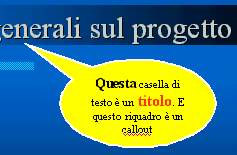 generali sul progetto
Questa casella di
testo è un titolo. E
questo riquadro è un
callout